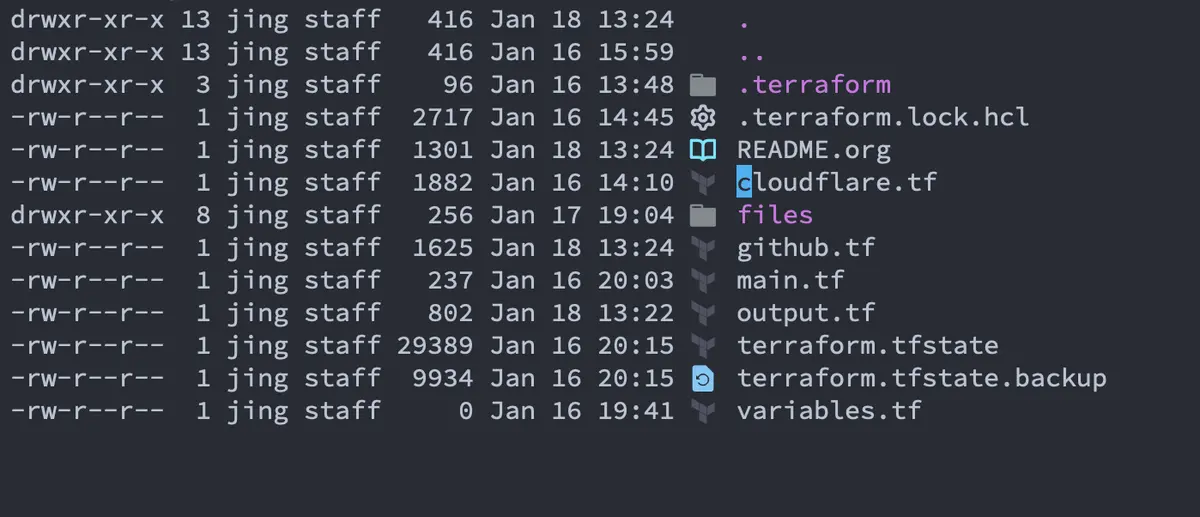 drwxr-xr-x 13 jing staff   416 Jan 18 13:24 .
drwxr-xr-x 13 jing staff   416 Jan 16 15:59 ..
drwxr-xr-x  3 jing staff    96 Jan 16 13:48 .terraform
-rw-r--r--  1 jing staff  2717 Jan 16 14:45 .terraform.lock.hcl
-rw-r--r--  1 jing staff  1301 Jan 18 13:24 README.org
-rw-r--r--  1 jing staff  1882 Jan 16 14:10 cloudflare.tf
drwxr-xr-x  8 jing staff   256 Jan 17 19:04 files
-rw-r--r--  1 jing staff  1625 Jan 18 13:24 github.tf
-rw-r--r--  1 jing staff   237 Jan 16 20:03 main.tf
-rw-r--r--  1 jing staff   802 Jan 18 13:22 output.tf
-rw-r--r--  1 jing staff 29389 Jan 16 20:15 terraform.tfstate
-rw-r--r--  1 jing staff  9934 Jan 16 20:15 terraform.tfstate.backup
-rw-r--r--  1 jing staff     0 Jan 16 19:41 variables.tf